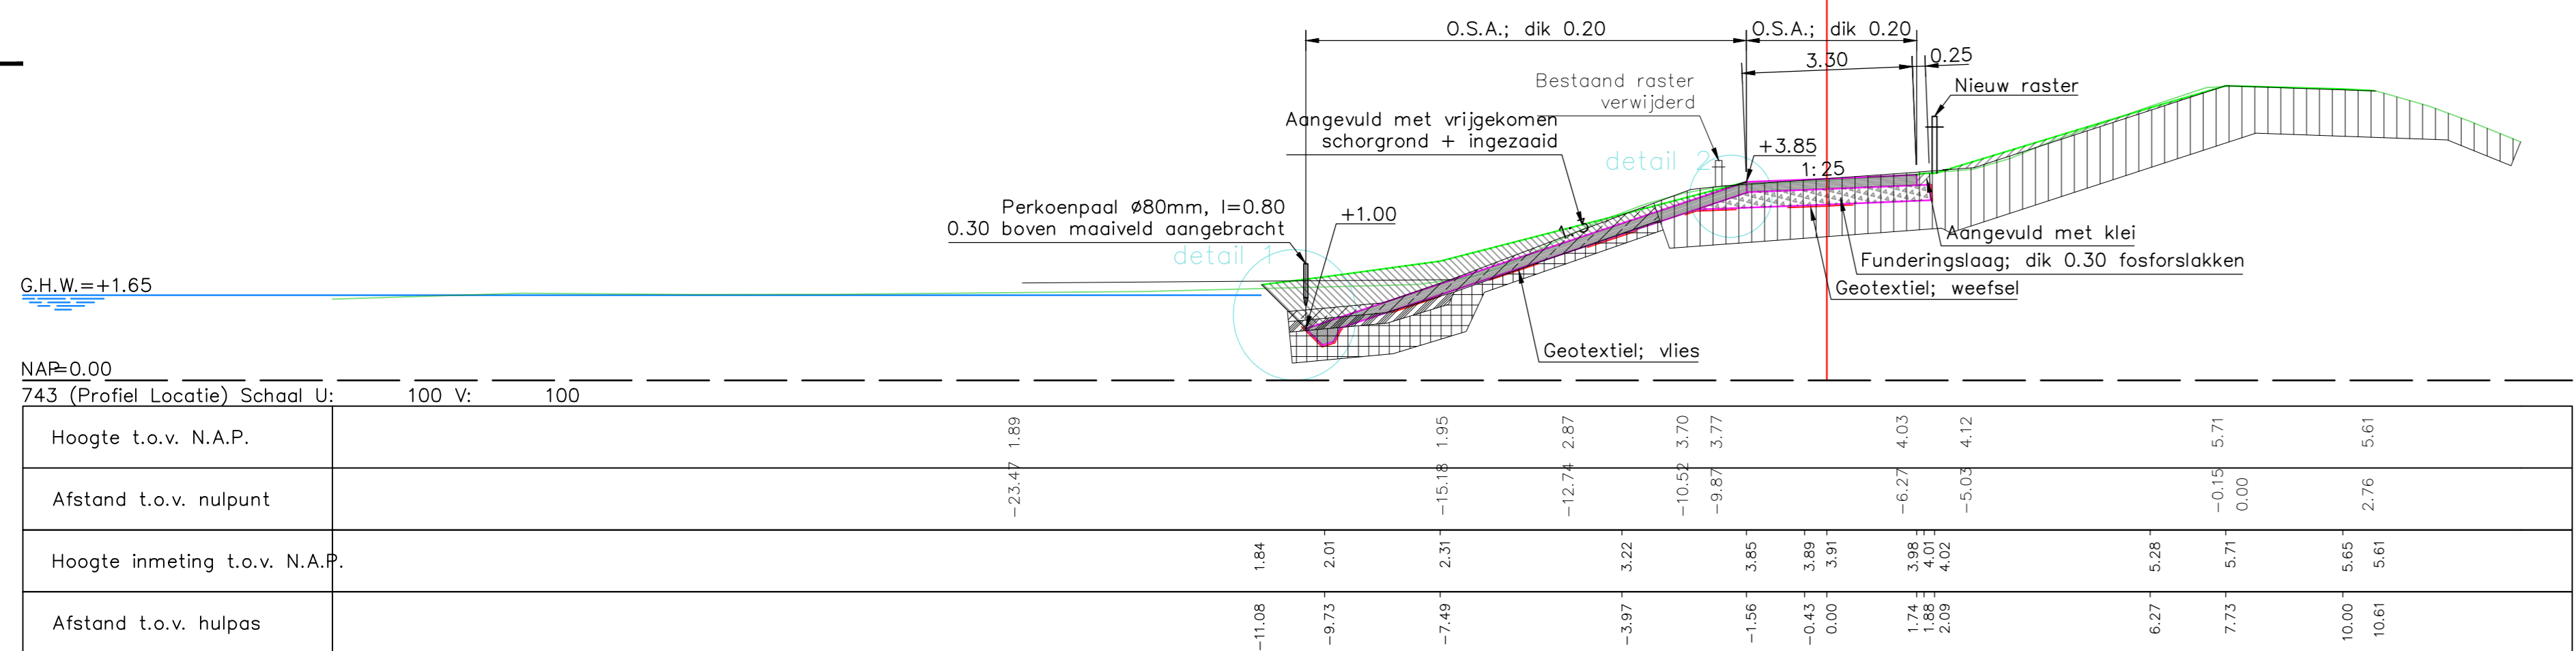 O.S.A.; dik 0.20
O.S.A.; dik 0.20
3.30
0.25
Bestaand raster
verwijderd
Nieuw raster
Aangevuld met vrijgekomen
schorgrond + ingezaaid
detail 2
+3.85
1:25
Perkoenpaal ø80mm, l=0.80
0.30 boven maaiveld aangebracht
+1.00
detail 1
Aangevuld met klei
Funderingslaag; dik 0.30 fosforslakken
Geotextiel; weefsel
G.H.W.=+1.65
Geotextiel; vlies
NAP=0.00
743 (Profiel Locatie) Schaal U: 100 V: 100
Hoogte t.o.v. N.A.P. 1.89 1.95 2.87 3.70 3.77 4.03 4.12 5.71 5.61
Afstand t.o.v. nulpunt -23.47 -15.18 -12.74 -10.52 -9.87 -6.27 -5.03 -0.15 0.00 2.76
Hoogte inmeting t.o.v. N.A.P. 1.84 2.01 2.31 3.22 3.85 3.89 3.91 3.98 4.01 4.02 5.28 5.71 5.65 5.61
Afstand t.o.v. hulpas -11.08 -9.73 -7.49 -3.97 -1.56 -0.43 0.00 1.74 1.88 2.09 6.27 7.73 10.00 10.61